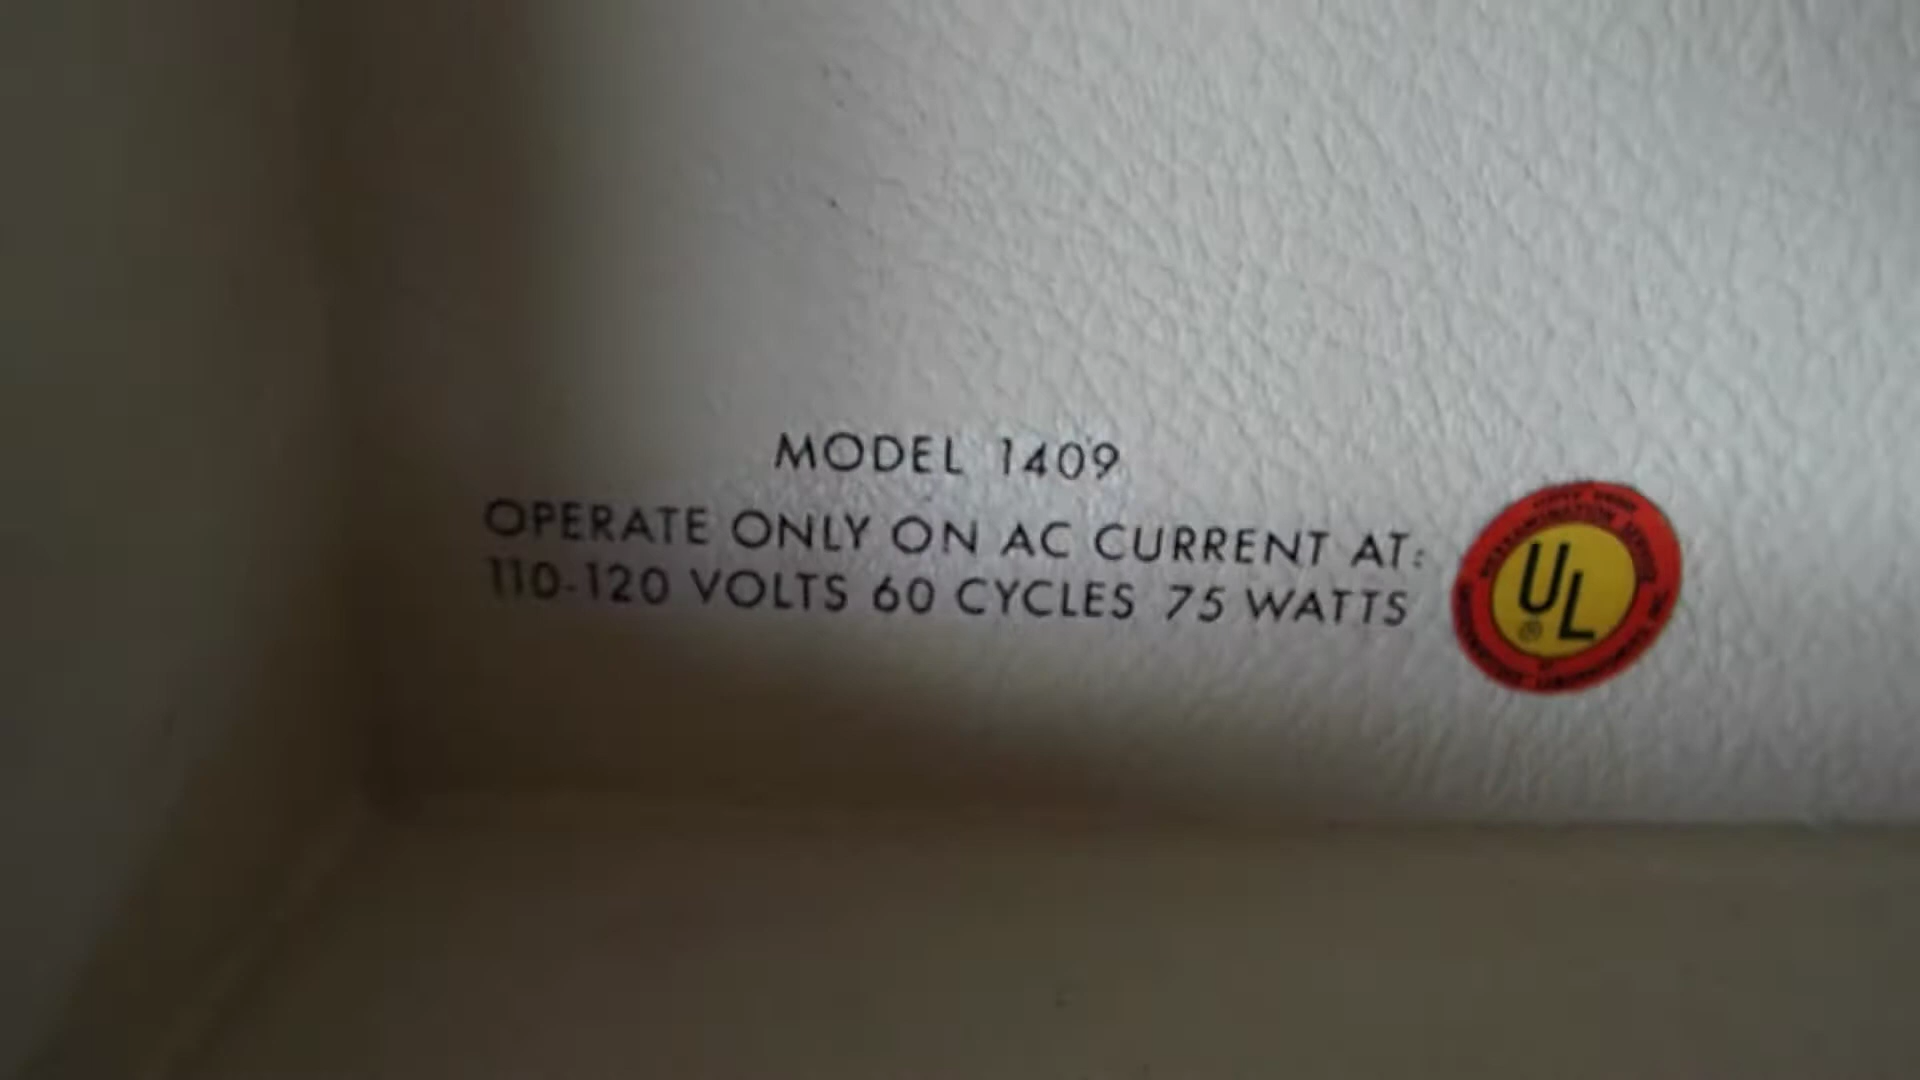 MODEL 1409
OPERATE ONLY ON AC CURRENT AT:
110-120 VOLTS 60 CYCLES 75 WATTS
UL
®